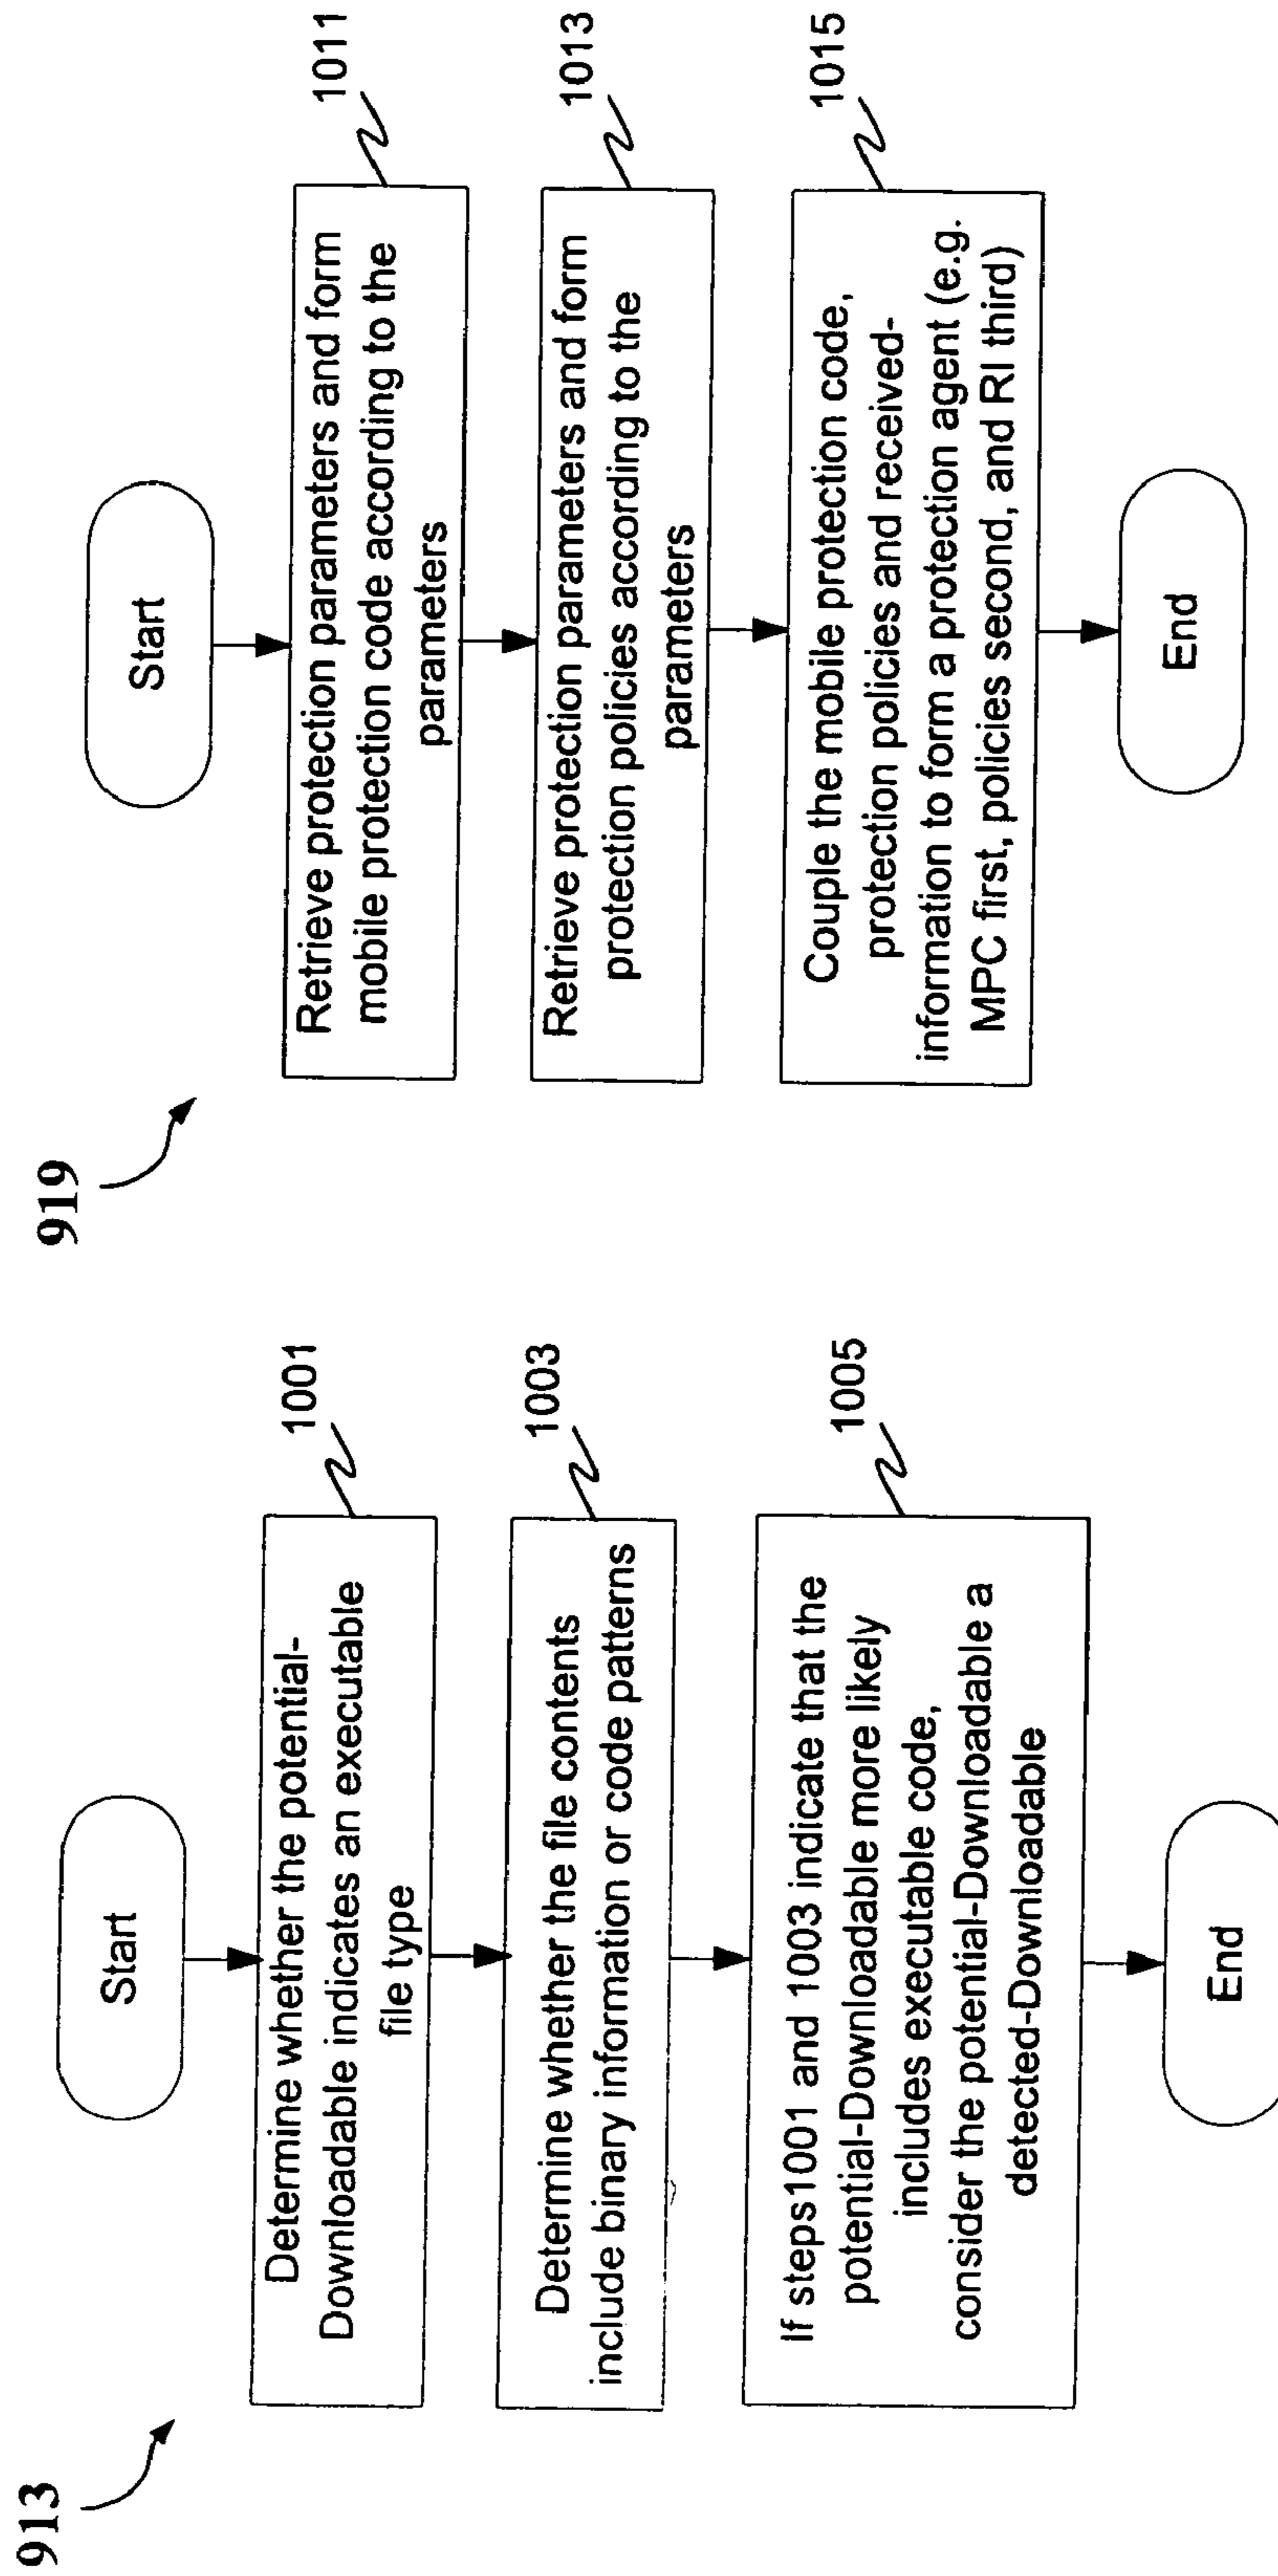 913
Start
Determine whether the potential-
Downloadable indicates an executable
file type
1001
Determine whether the file contents
include binary information or code patterns
1003
If steps1001 and 1003 indicate that the
potential-Downloadable more likely
includes executable code,
consider the potential-Downloadable a
detected-Downloadable
1005
End
919
Start
Retrieve protection parameters and form
mobile protection code according to the
parameters
1011
Retrieve protection parameters and form
protection policies according to the
parameters
1013
Couple the mobile protection code,
protection policies and received-
information to form a protection agent (e.g.
MPC first, policies second, and RI third)
1015
End